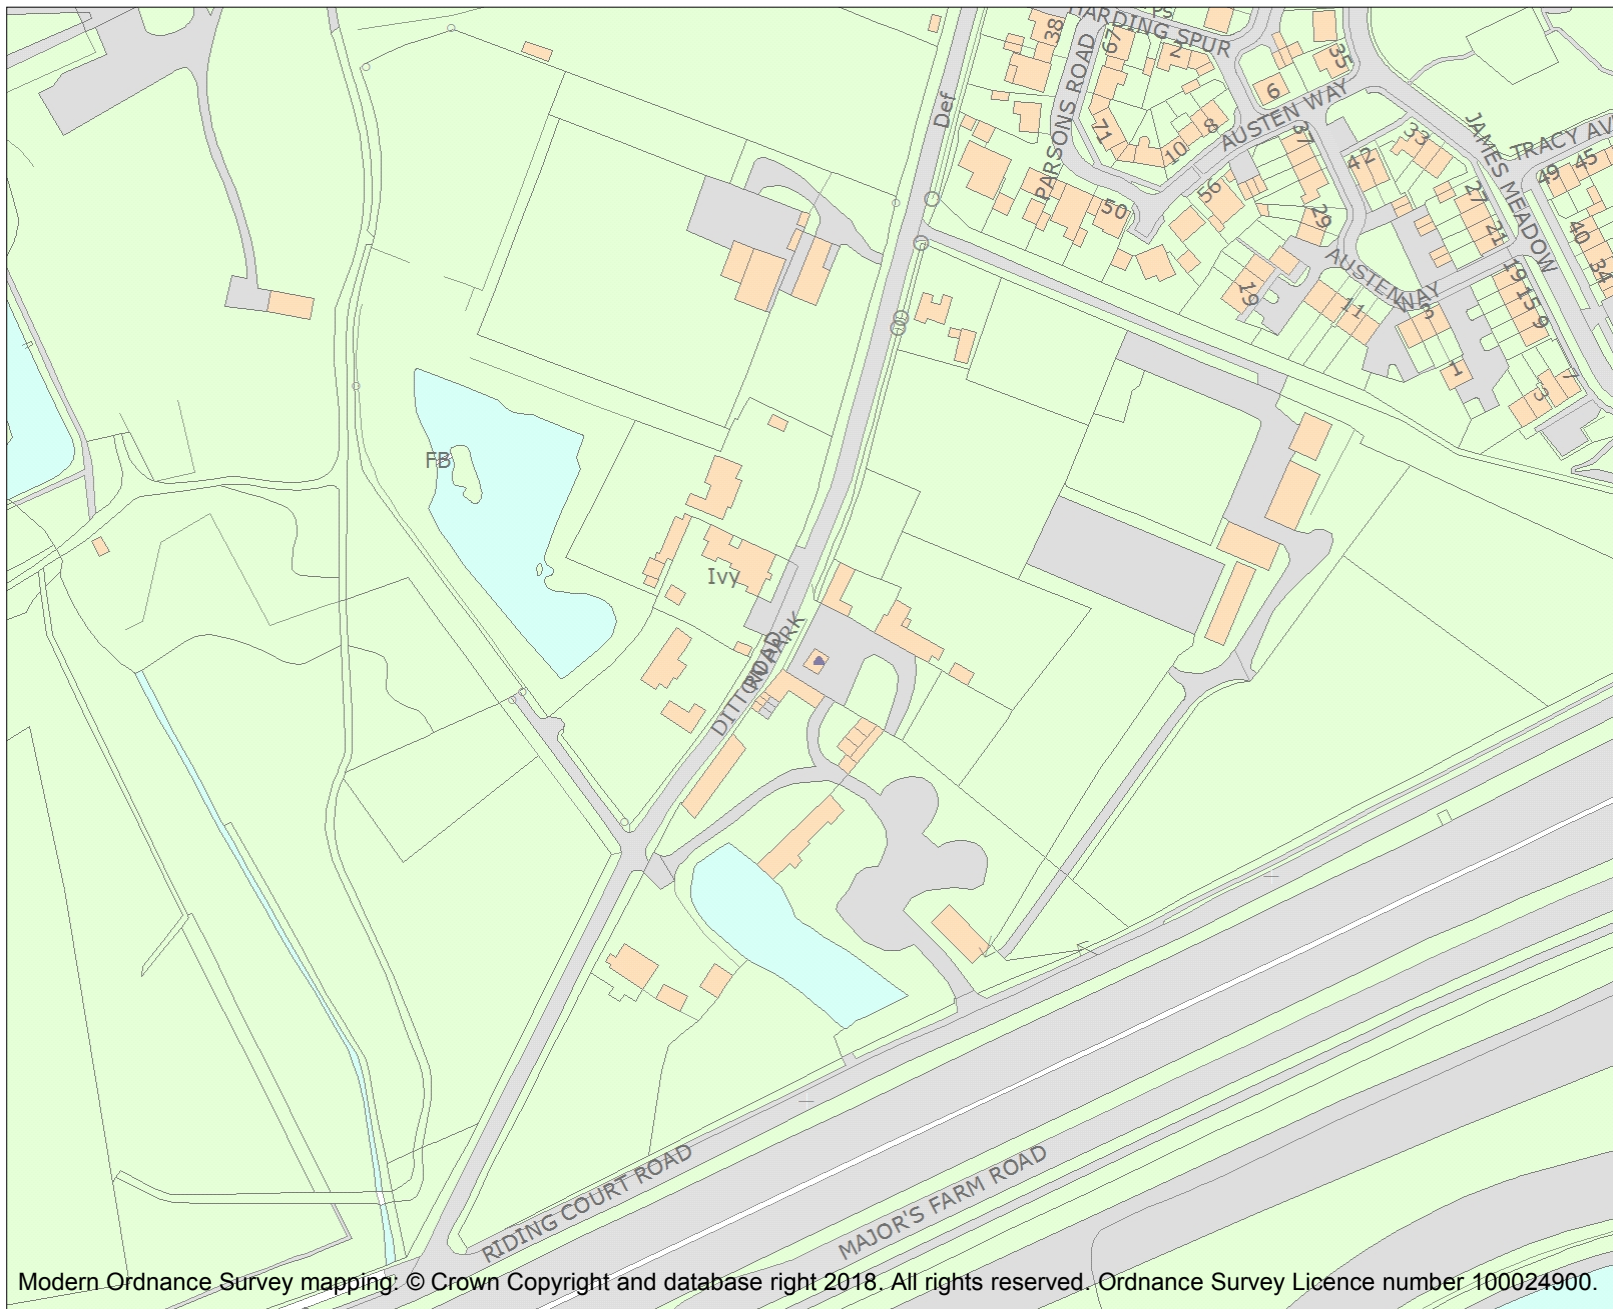 HARDING SPUR
PS
38
67
2
35
PARSONS ROAD
6
AUSTEN WAY
Def
71
8
10
37
42
33
JAMES MEADOW
TRACY AV
49
45
56
50
29
27
21
40
34
AUSTEN WAY
19
11
5
19
15
9
1
7
3
FB
Ivy
DITTON PARK
ROAD
RIDING COURT ROAD
MAJOR'S FARM ROAD
Modern Ordnance Survey mapping: © Crown Copyright and database right 2018. All rights reserved. Ordnance Survey Licence number 100024900.